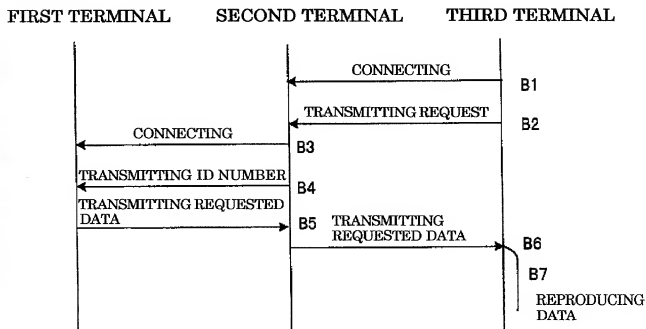 FIRST TERMINAL SECOND TERMINAL THIRD TERMINAL
CONNECTING
B1
TRANSMITTING REQUEST
B2
CONNECTING
B3
TRANSMITTING ID NUMBER
B4
TRANSMITTING REQUESTED
DATA
B5
TRANSMITTING
REQUESTED DATA
B6
B7
REPRODUCING
DATA